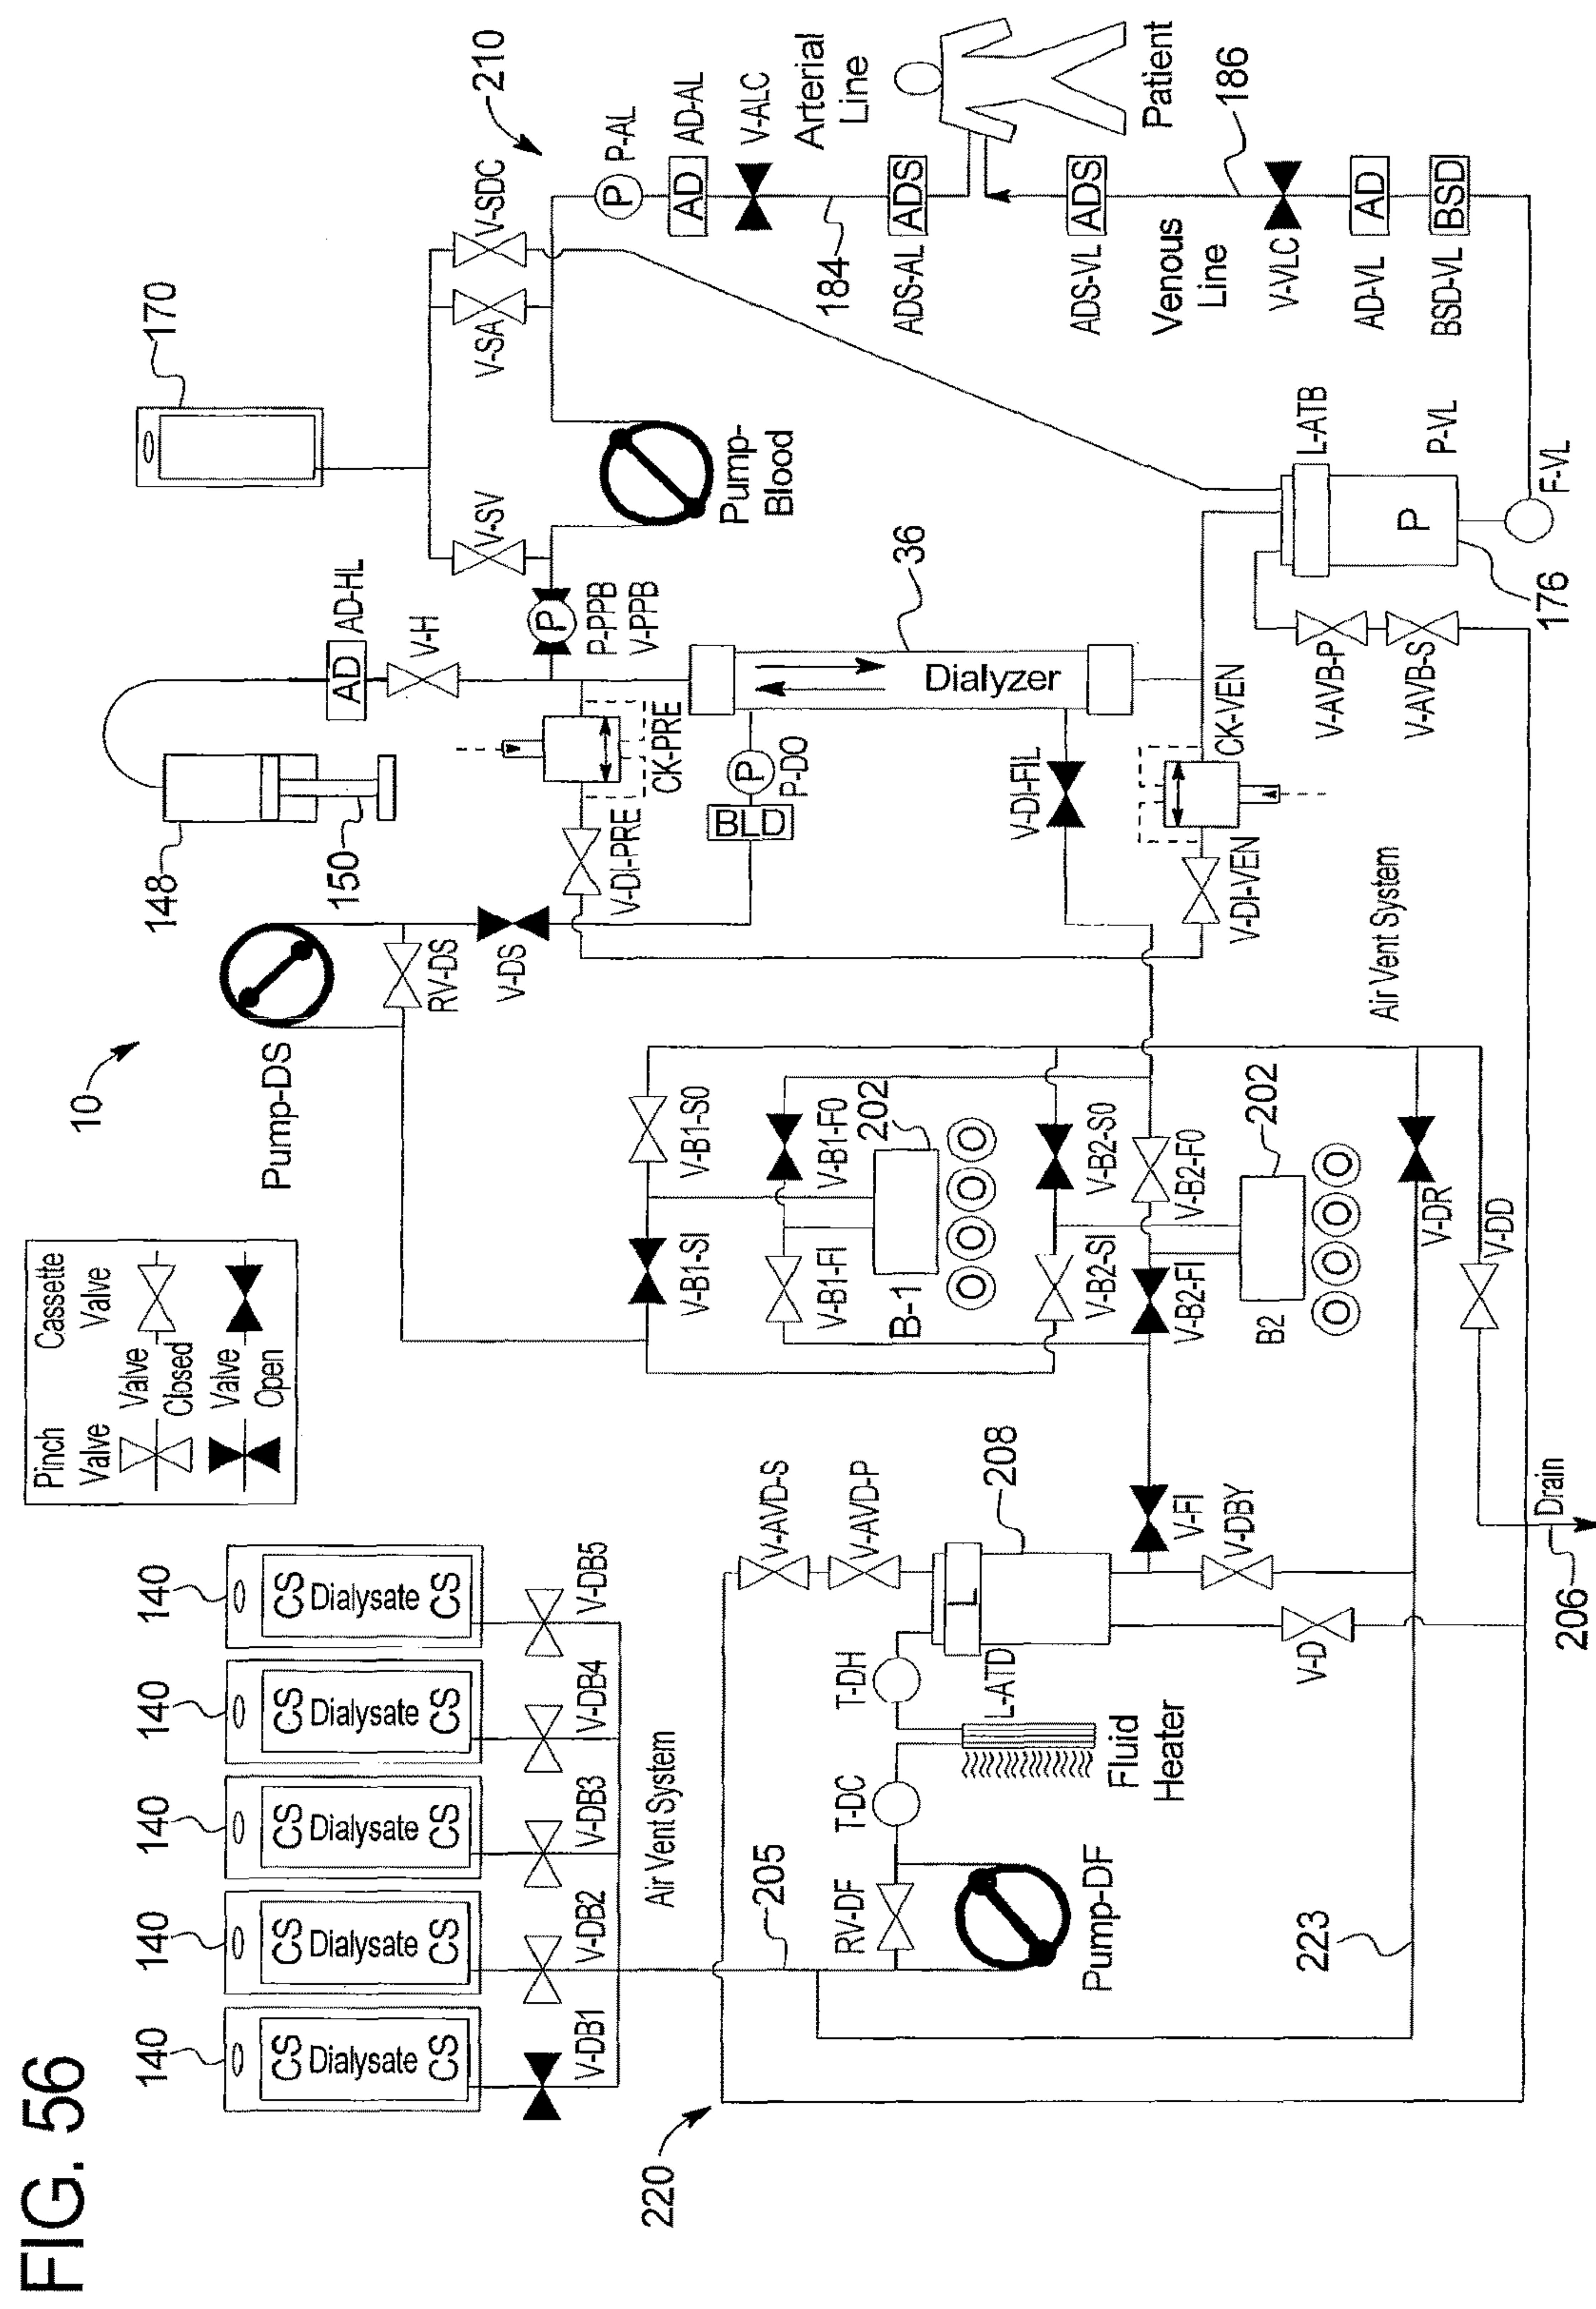 FIG. 56
Pinch
Valve
Cassette
Valve
Valve
Closed
Valve
Open
10
220
210
140
140
140
140
140
CS Dialysate CS
CS Dialysate CS
CS Dialysate CS
CS Dialysate CS
CS Dialysate CS
V-DB1
V-DB2
V-DB3
V-DB4
V-DB5
Air Vent System
205
RV-DF
Pump-DF
T-DC
T-DH
Fluid
Heater
L-ATD
L
208
V-AVD-S
V-AVD-P
V-FI
V-DBY
V-D
223
206
Drain
Pump-DS
RV-DS
V-DS
V-B1-S0
V-B1-SI
V-B1-F0
V-B1-FI
202
B-1
V-B2-S0
V-B2-SI
V-B2-F0
V-B2-FI
202
B2
V-DR
V-DD
Air Vent System
148
150
AD
AD-HL
V-H
CK-PRE
V-DI-PRE
BLD
P
P-DO
V-DI-FIL
Dialyzer
36
CK-VEN
V-DI-VEN
170
V-SV
V-SA
V-SDC
P
P-PPB
V-PPB
Pump-
Blood
P
P-AL
AD
AD-AL
V-ALC
Arterial
Line
184
ADS
ADS-AL
Patient
ADS
ADS-VL
Venous
Line
186
V-VLC
AD
AD-VL
BSD
BSD-VL
L-ATB
P
P-VL
F-VL
176
V-AVB-P
V-AVB-S